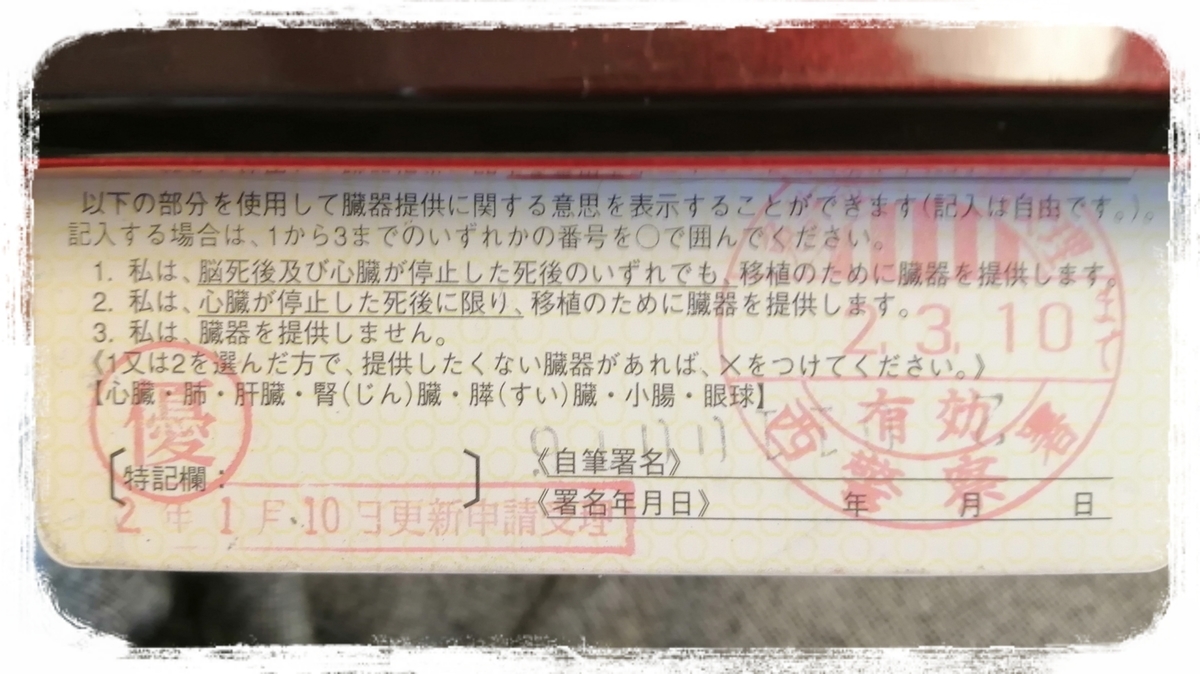 以下の部分を使用して臓器提供に関する意思を表示することができます(記入は自由です。)。
記入する場合は、1から3までのいずれかの番号を○で囲んでください。
1. 私は、脳死後及び心臓が停止した死後のいずれでも、移植のために臓器を提供します。
2. 私は、心臓が停止した死後に限り、移植のために臓器を提供します。
3. 私は、臓器を提供しません。
《1又は2を選んだ方で、提供したくない臓器があれば、×をつけてください。》
【心臓・肺・肝臓・腎(じん)臓・膵(すい)臓・小腸・眼球】
優
特記欄:
《自筆署名》
《署名年月日》 年 月 日
2年1月10日更新申請受理
2.3.10
まで
有効
西警察署